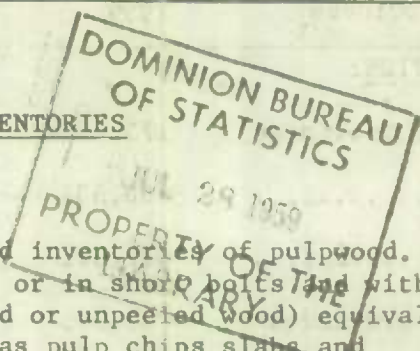 DOMINION BUREAU
OF STATISTICS
ENTORIES
JUL 28 1959
PROPERTY OF THE
LIBRARY
d inventories of pulpwood.
or in short bolts and with
d or unpeeled wood) equival
as pulp chips slabs and